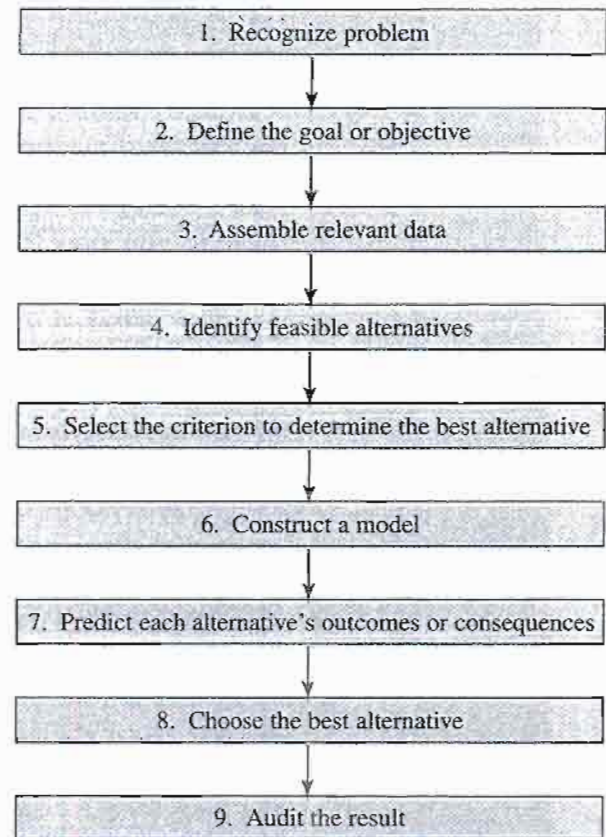 1. Recognize problem
2. Define the goal or objective
3. Assemble relevant data
4. Identify feasible alternatives
5. Select the criterion to determine the best alternative
6. Construct a model
7. Predict each alternative's outcomes or consequences
8. Choose the best alternative
9. Audit the result